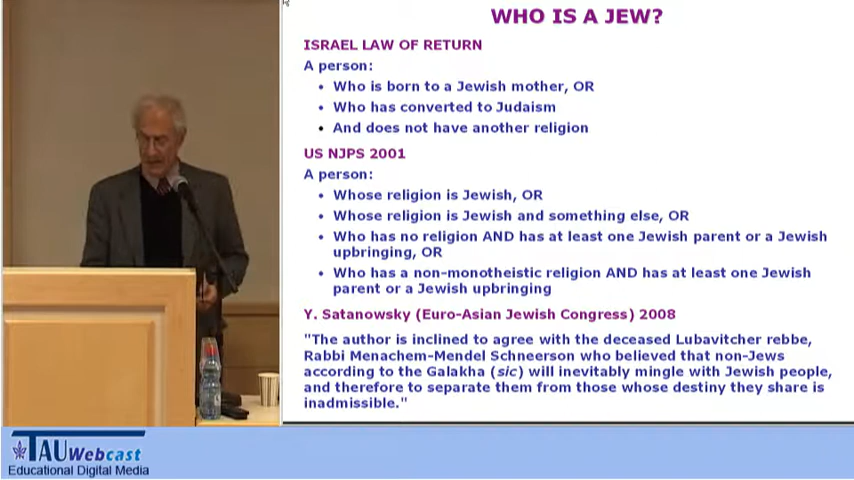 WHO IS A JEW?
ISRAEL LAW OF RETURN
A person:
• Who is born to a Jewish mother, OR
• Who has converted to Judaism
• And does not have another religion
US NJPS 2001
A person:
• Whose religion is Jewish, OR
• Whose religion is Jewish and something else, OR
• Who has no religion AND has at least one Jewish parent or a Jewish
upbringing, OR
• Who has a non-monotheistic religion AND has at least one Jewish
parent or a Jewish upbringing
Y. Satanowsky (Euro-Asian Jewish Congress) 2008
"The author is inclined to agree with the deceased Lubavitcher rebbe,
Rabbi Menachem-Mendel Schneerson who believed that non-Jews
according to the Galakha (sic) will inevitably mingle with Jewish people,
and therefore to separate them from those whose destiny they share is
inadmissible."
TAU Webcast
Educational Digital Media